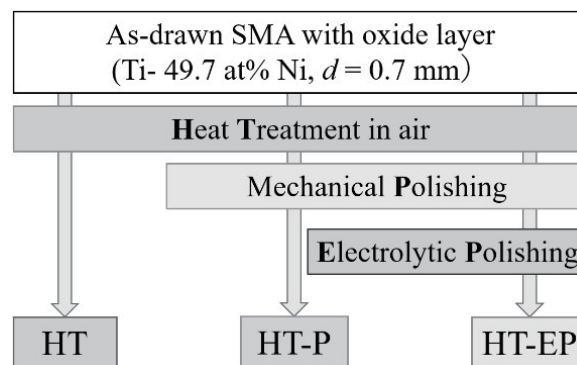 As-drawn SMA with oxide layer
(Ti- 49.7 at% Ni, d = 0.7 mm）
Heat Treatment in air
Mechanical Polishing
Electrolytic Polishing
HT
HT-P
HT-EP